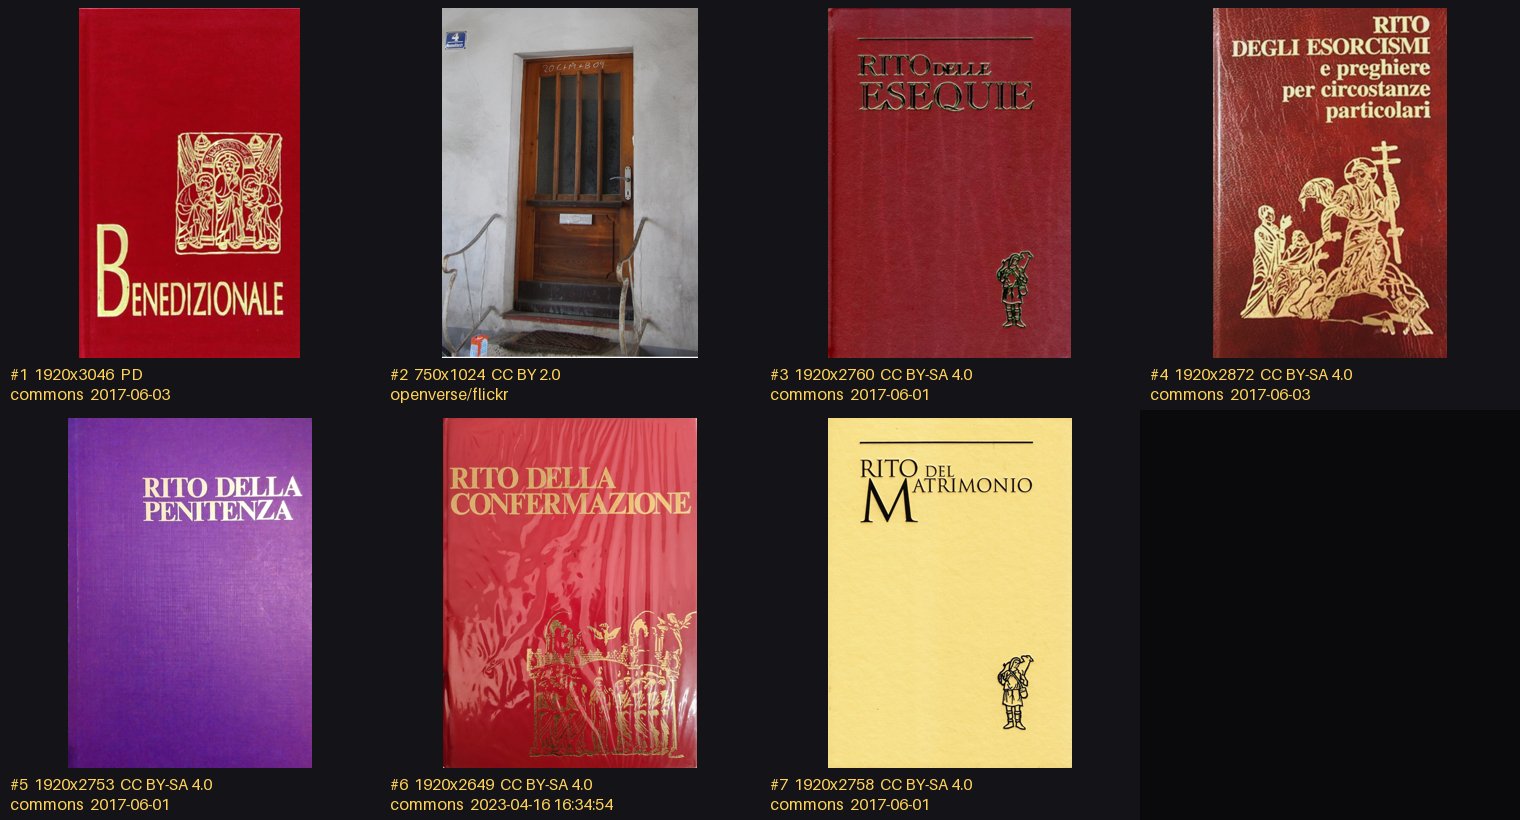 BENEDIZIONALE
#1 1920x3046 PD
commons 2017-06-03
4
20*C+M+B 09
#2 750x1024 CC BY 2.0
openverse/flickr
RITO DELLE
ESEQUIE
#3 1920x2760 CC BY-SA 4.0
commons 2017-06-01
RITO
DEGLI ESORCISMI
e preghiere
per circostanze
particolari
#4 1920x2872 CC BY-SA 4.0
commons 2017-06-03
RITO DELLA
PENITENZA
#5 1920x2753 CC BY-SA 4.0
commons 2017-06-01
RITO DELLA
CONFERMAZIONE
#6 1920x2649 CC BY-SA 4.0
commons 2023-04-16 16:34:54
RITO DEL
MATRIMONIO
#7 1920x2758 CC BY-SA 4.0
commons 2017-06-01